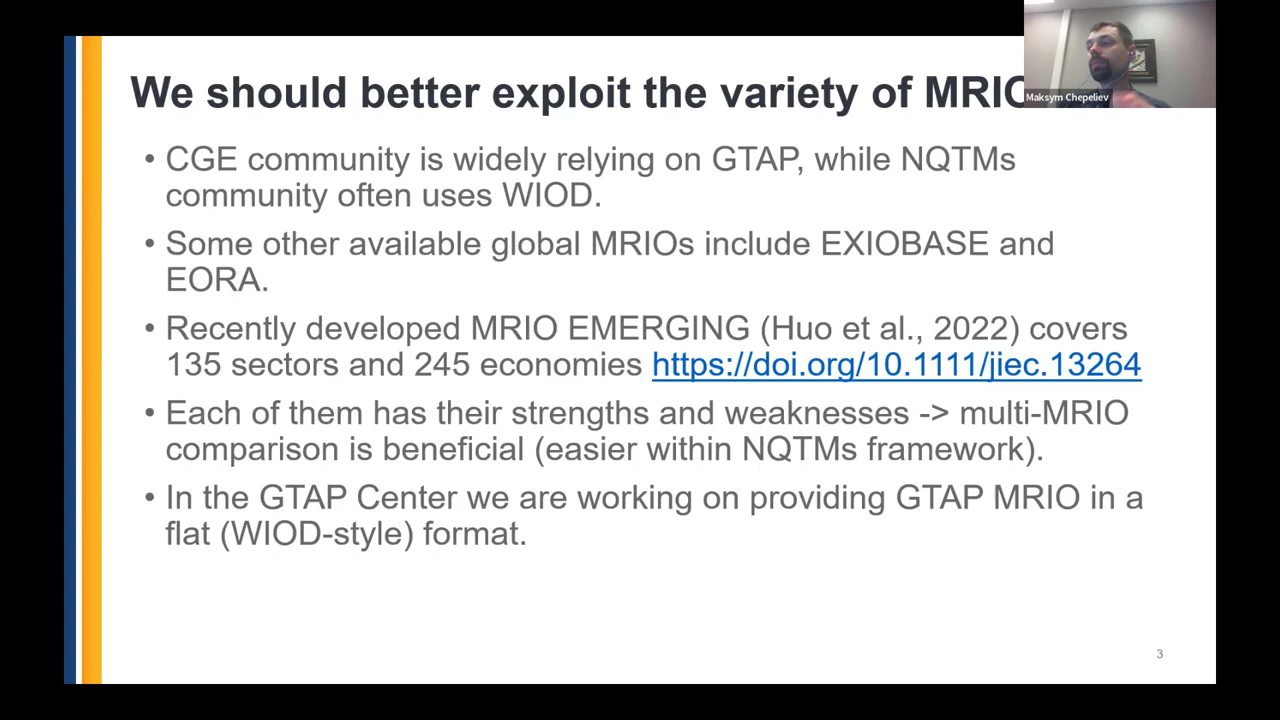 We should better exploit the variety of MRIO
Maksym Chepeliev
• CGE community is widely relying on GTAP, while NQTMs
community often uses WIOD.
• Some other available global MRIOs include EXIOBASE and
EORA.
• Recently developed MRIO EMERGING (Huo et al., 2022) covers
135 sectors and 245 economies https://doi.org/10.1111/jiec.13264
• Each of them has their strengths and weaknesses -> multi-MRIO
comparison is beneficial (easier within NQTMs framework).
• In the GTAP Center we are working on providing GTAP MRIO in a
flat (WIOD-style) format.
3